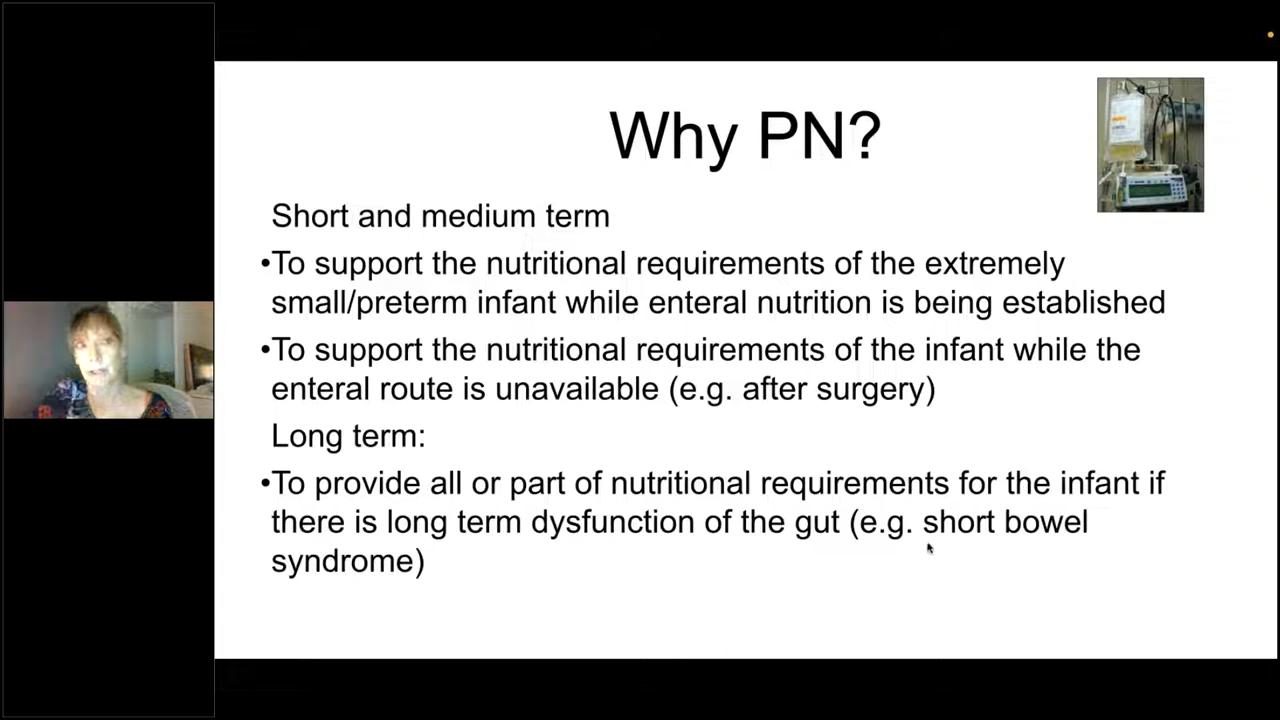 Why PN?
Short and medium term
•To support the nutritional requirements of the extremely
small/preterm infant while enteral nutrition is being established
•To support the nutritional requirements of the infant while the
enteral route is unavailable (e.g. after surgery)
Long term:
•To provide all or part of nutritional requirements for the infant if
there is long term dysfunction of the gut (e.g. short bowel
syndrome)